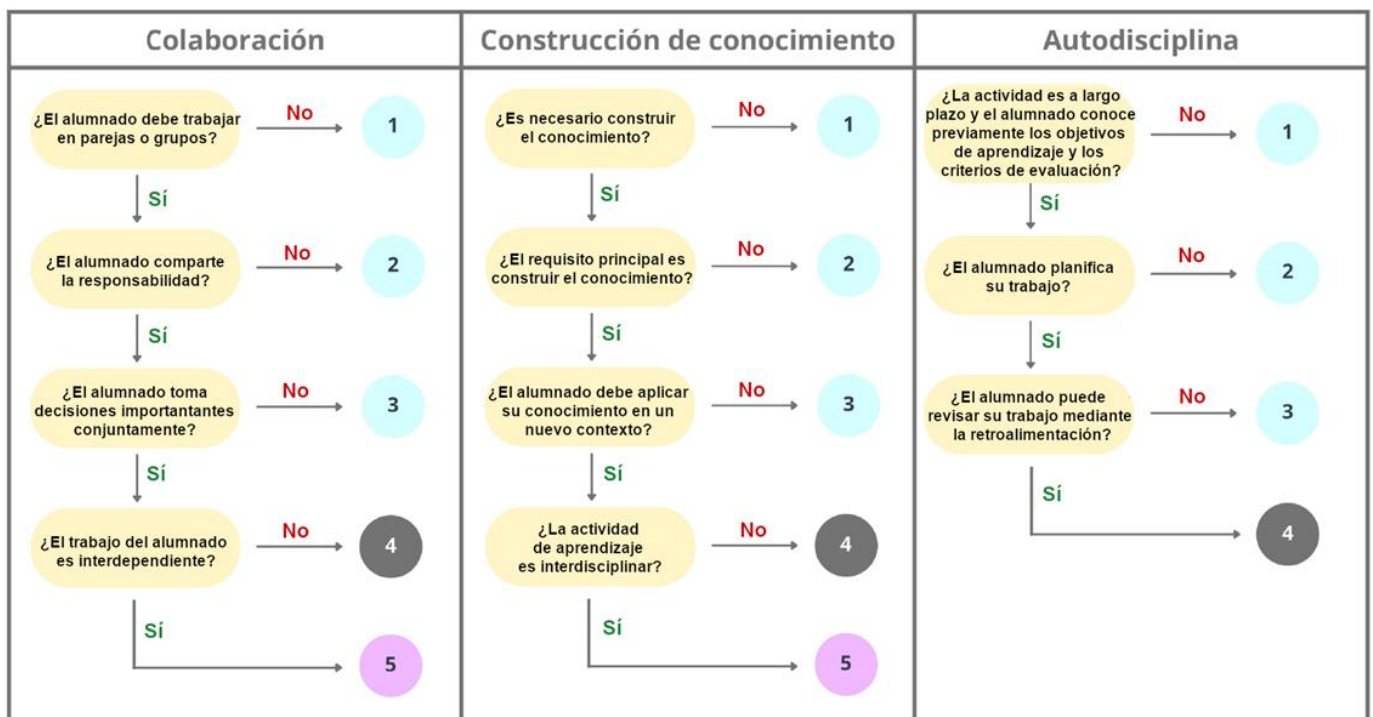 Colaboración
¿El alumnado debe trabajar
en parejas o grupos?
No
1
Sí
¿El alumnado comparte
la responsabilidad?
No
2
Sí
¿El alumnado toma
decisiones importantantes
conjuntamente?
No
3
Sí
¿El trabajo del alumnado
es interdependiente?
No
4
Sí
5
Construcción de conocimiento
¿Es necesario construir
el conocimiento?
No
1
Sí
¿El requisito principal es
construir el conocimiento?
No
2
Sí
¿El alumnado debe aplicar
su conocimiento en un
nuevo contexto?
No
3
Sí
¿La actividad
de aprendizaje
es interdisciplinar?
No
4
Sí
5
Autodisciplina
¿La actividad es a largo
plazo y el alumnado conoce
previamente los objetivos
de aprendizaje y los
criterios de evaluación?
No
1
Sí
¿El alumnado planifica
su trabajo?
No
2
Sí
¿El alumnado puede
revisar su trabajo mediante
la retroalimentación?
No
3
Sí
4